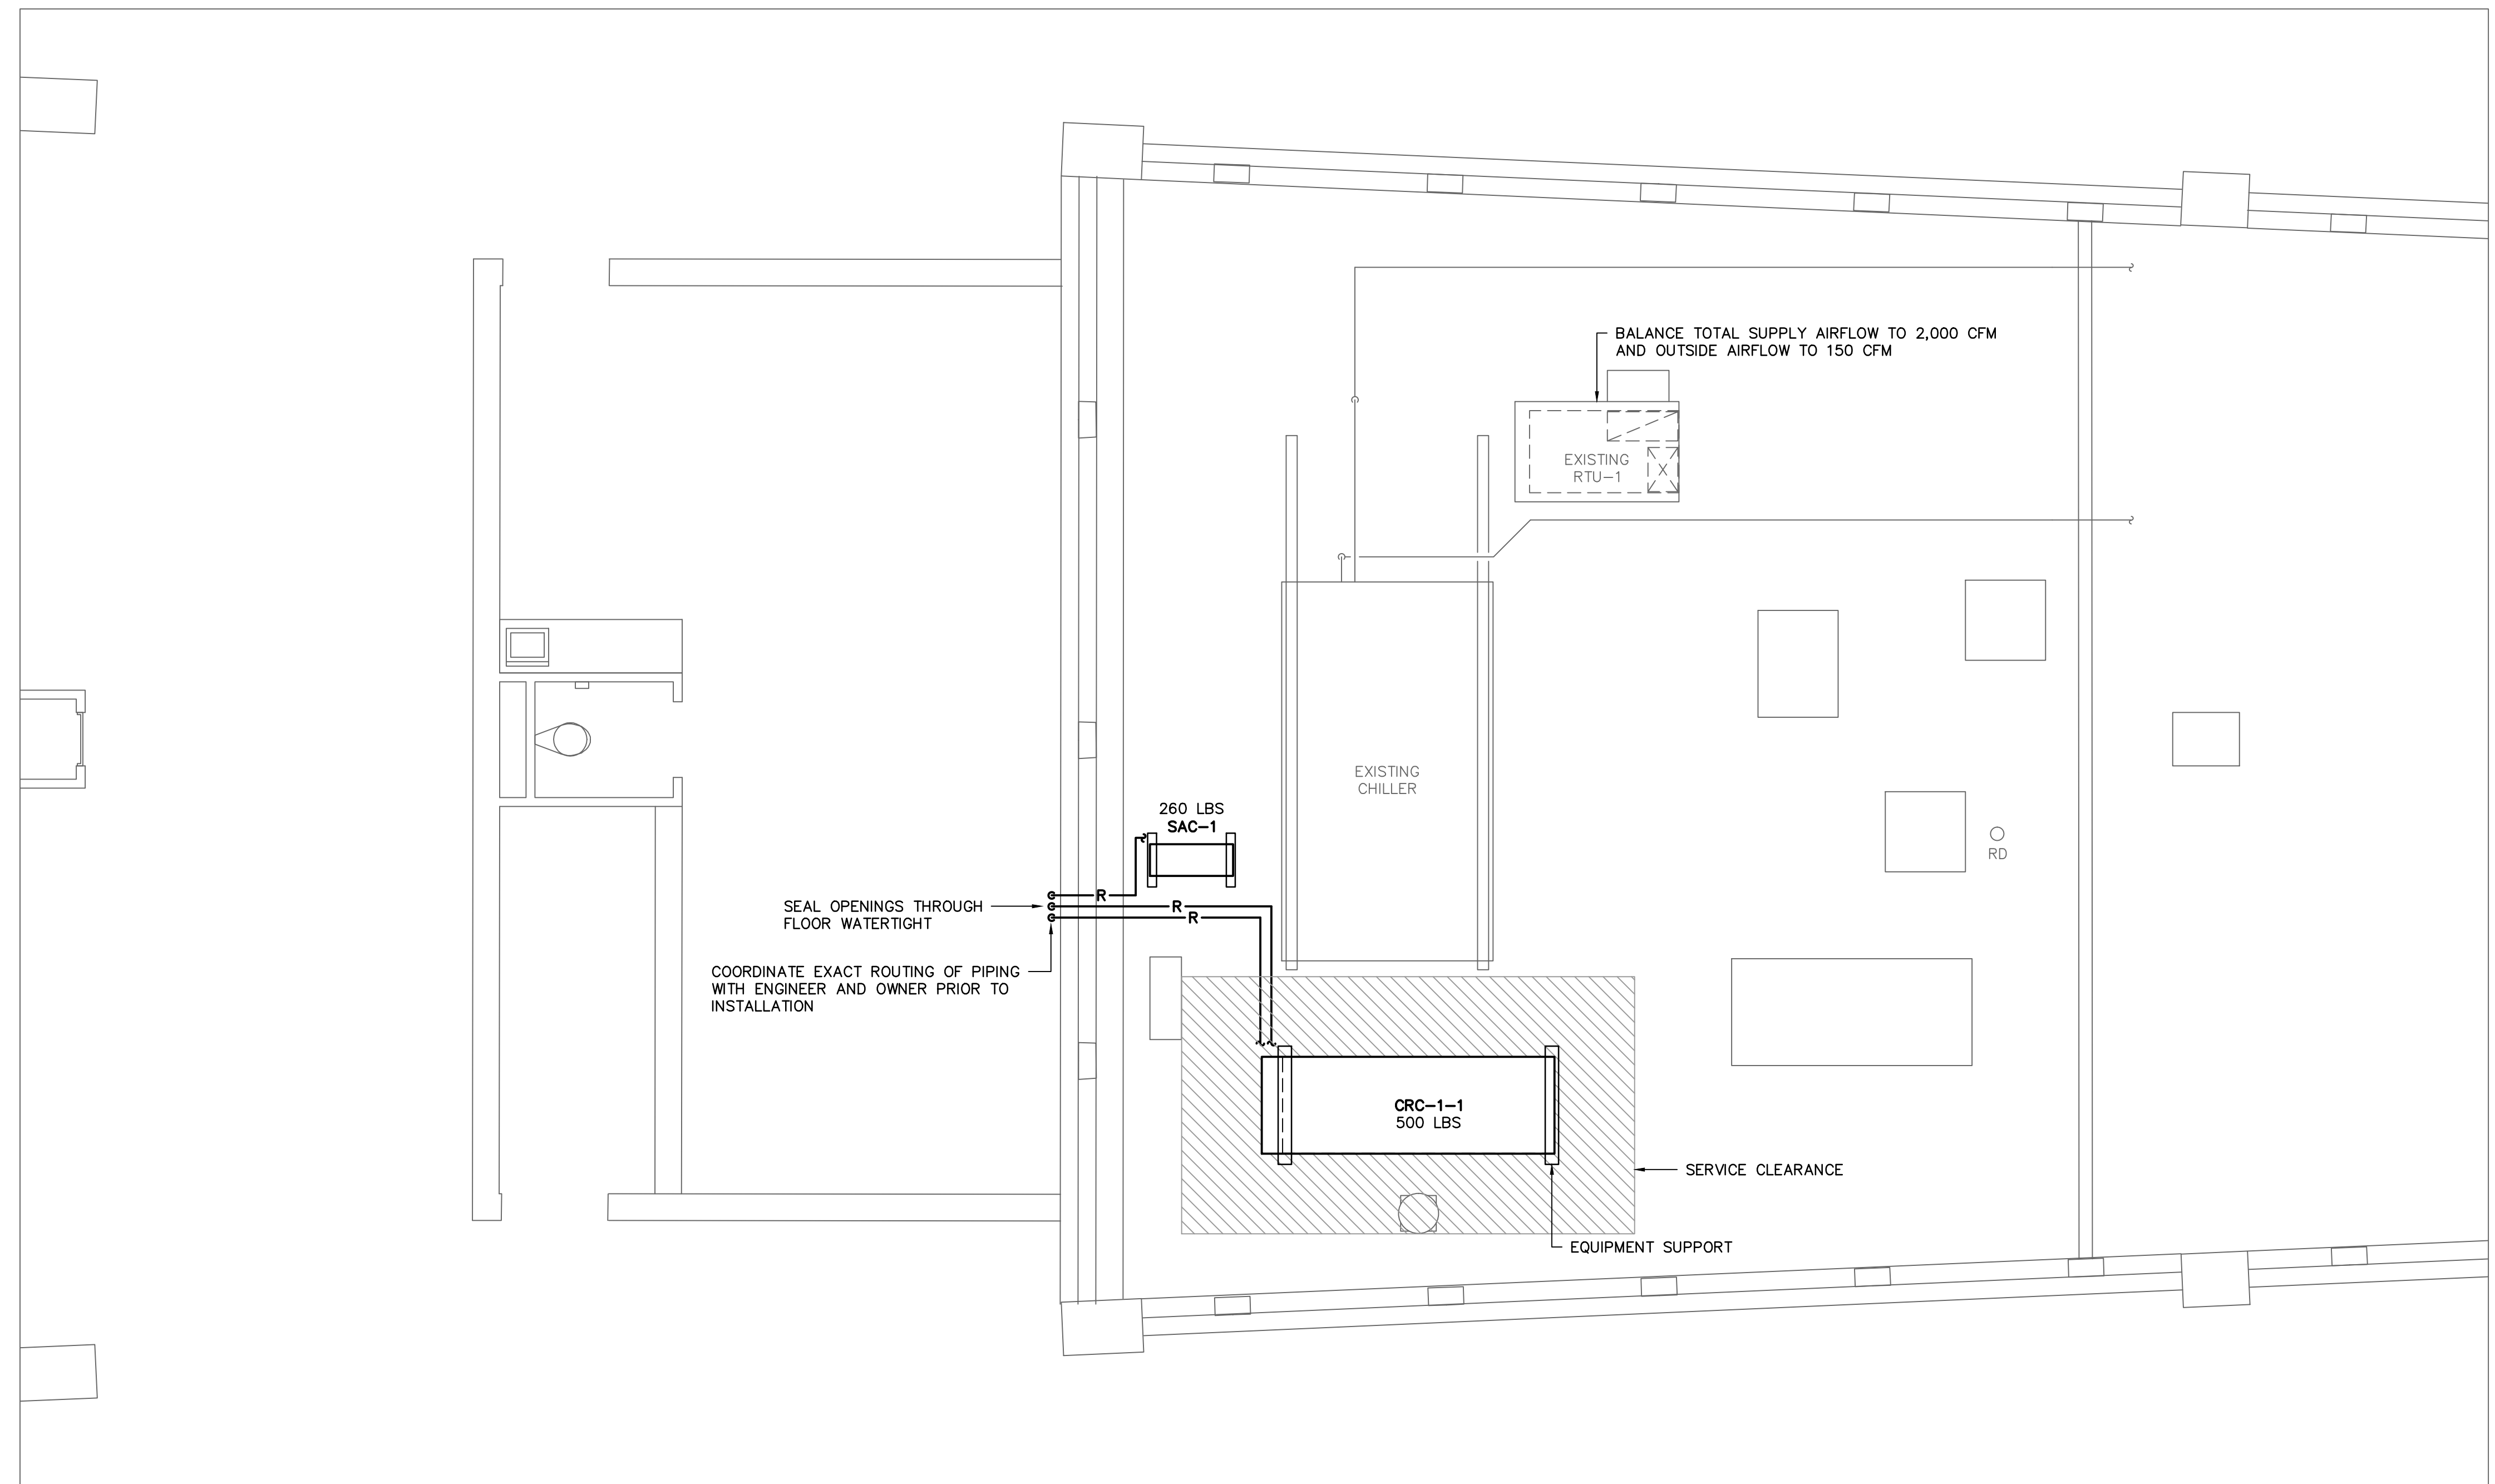 BALANCE TOTAL SUPPLY AIRFLOW TO 2,000 CFM
AND OUTSIDE AIRFLOW TO 150 CFM
EXISTING
RTU-1
X
EXISTING
CHILLER
260 LBS
SAC-1
RD
R
R
R
SEAL OPENINGS THROUGH
FLOOR WATERTIGHT
COORDINATE EXACT ROUTING OF PIPING
WITH ENGINEER AND OWNER PRIOR TO
INSTALLATION
CRC-1-1
500 LBS
SERVICE CLEARANCE
EQUIPMENT SUPPORT